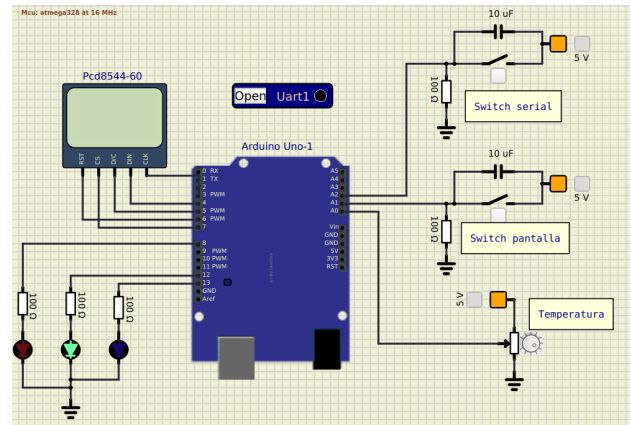 Mcu: atmega328 at 16 MHz
10 uF
5 V
100 Ω
Switch serial
Pcd8544-60
RST
CS
D/C
DIN
CLK
Open Uart1
Arduino Uno-1
0 RX
1 TX
2
3 PWM
4
5 PWM
6 PWM
7
8
9 PWM
10 PWM
11 PWM
12
13
GND
Aref
A5
A4
A3
A2
A1
A0
Vin
GND
GND
5V
3V3
RST
10 uF
5 V
100 Ω
Switch pantalla
5 V
Temperatura
100 Ω
100 Ω
100 Ω